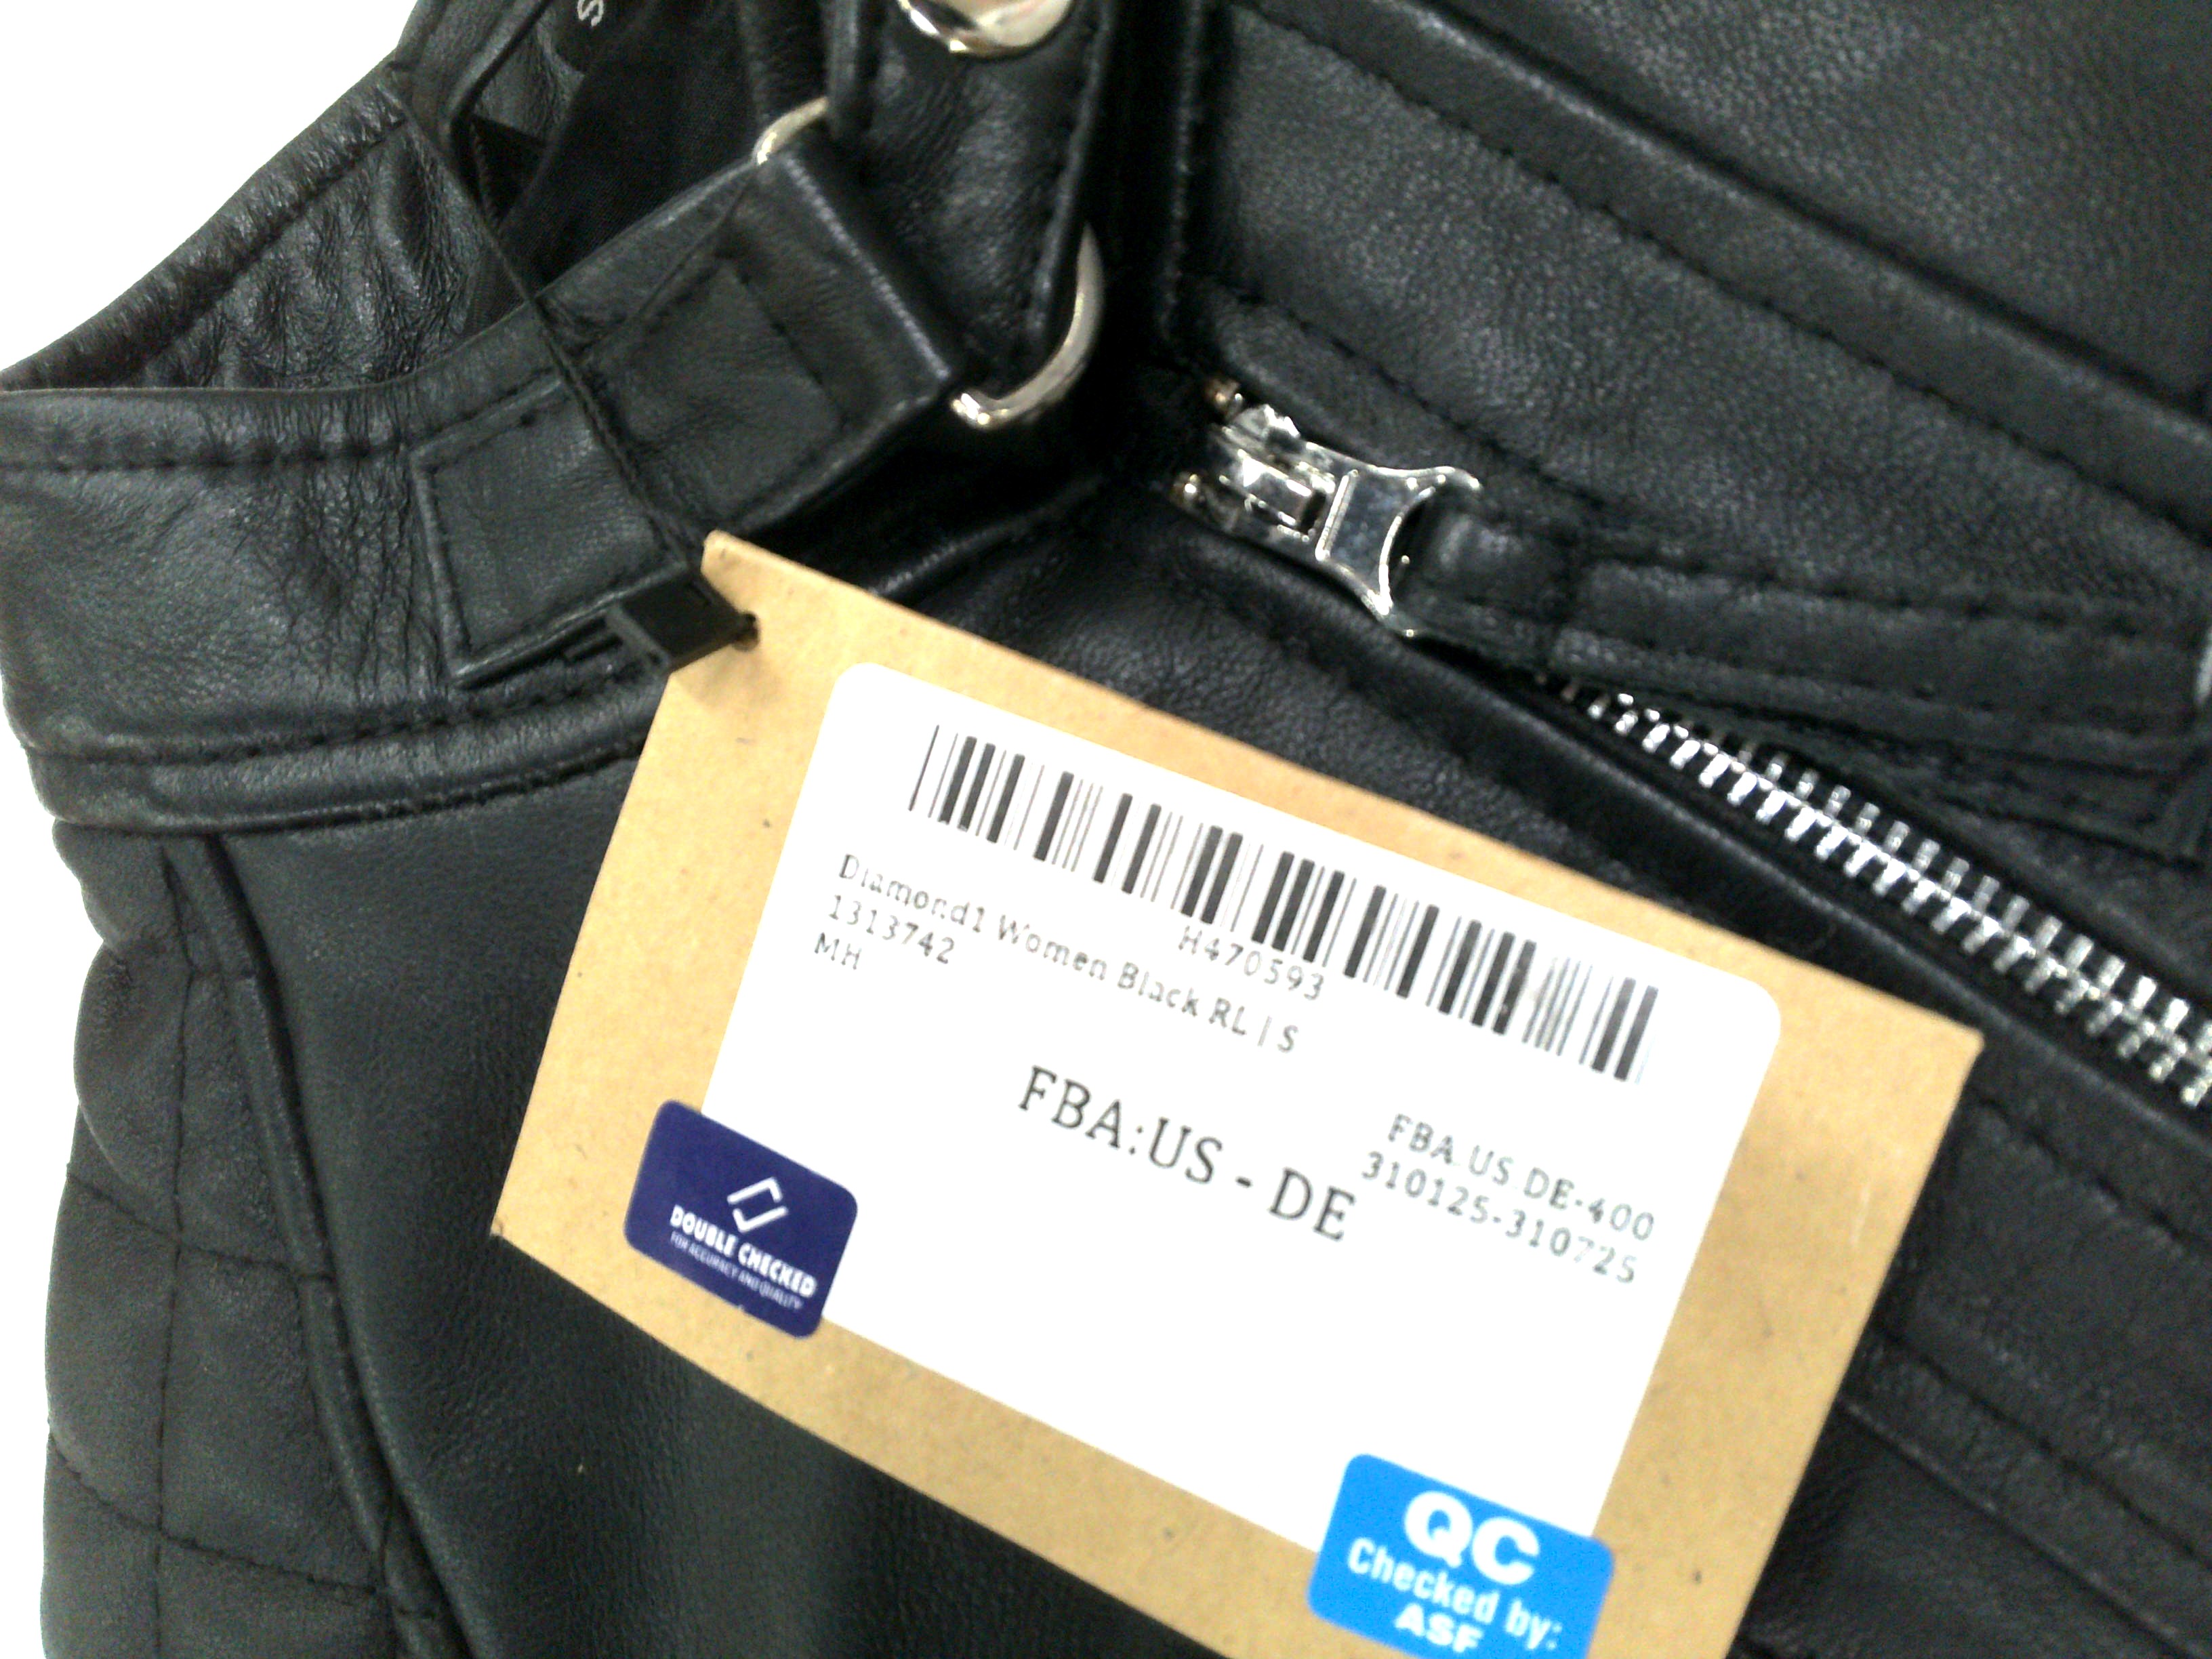 S
H470593
Diamond1 Women Black RL | S
1313742
MH
FBA:US - DE
FBA.US.DE-400
310125-310725
DOUBLE CHECKED
FOR ACCURACY AND QUALITY
QC
Checked by:
ASF